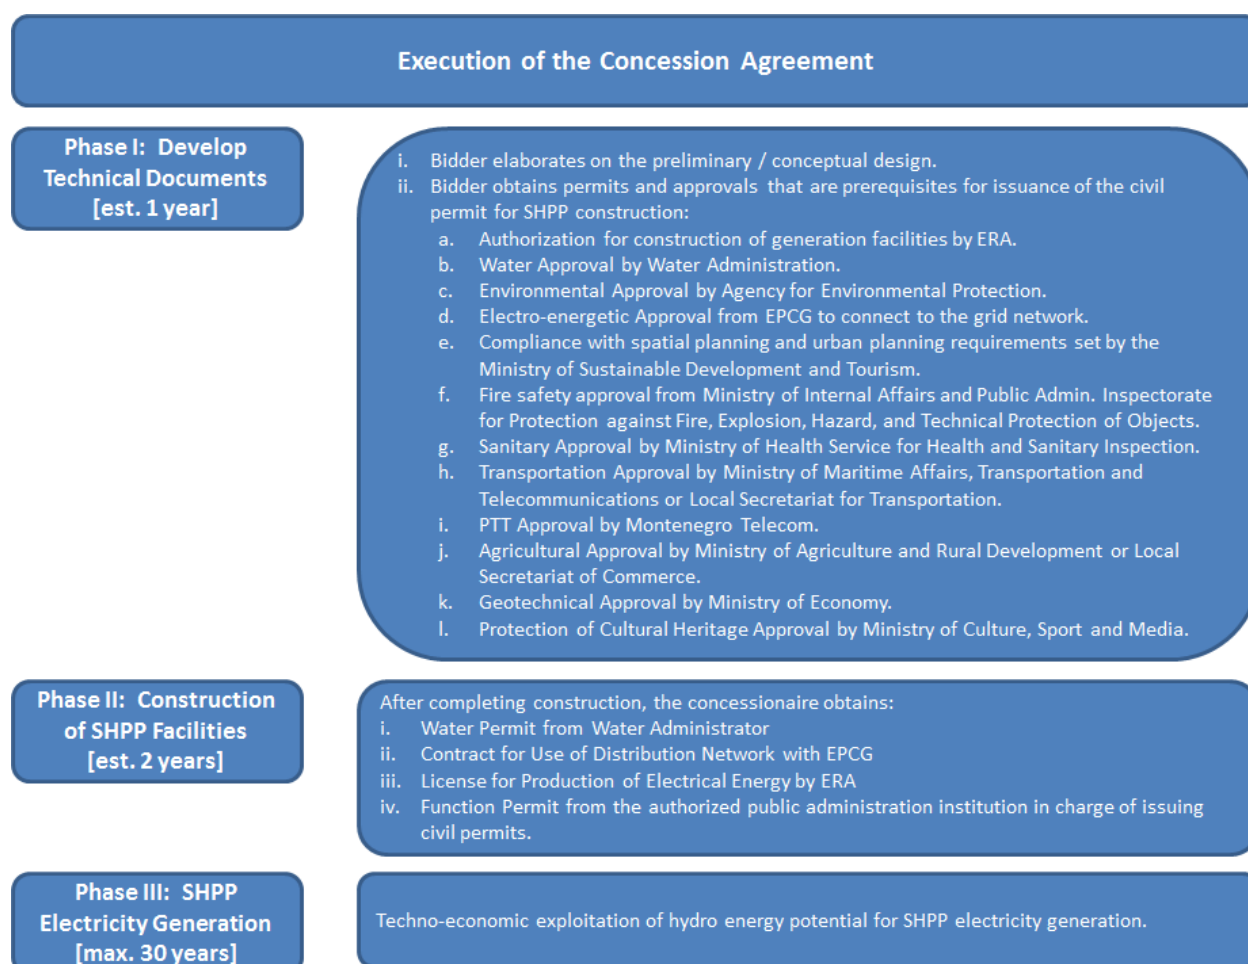 Execution of the Concession Agreement
Phase I: Develop
Technical Documents
[est. 1 year]
i. Bidder elaborates on the preliminary / conceptual design.
ii. Bidder obtains permits and approvals that are prerequisites for issuance of the civil
permit for SHPP construction:
a. Authorization for construction of generation facilities by ERA.
b. Water Approval by Water Administration.
c. Environmental Approval by Agency for Environmental Protection.
d. Electro-energetic Approval from EPCG to connect to the grid network.
e. Compliance with spatial planning and urban planning requirements set by the
Ministry of Sustainable Development and Tourism.
f. Fire safety approval from Ministry of Internal Affairs and Public Admin. Inspectorate
for Protection against Fire, Explosion, Hazard, and Technical Protection of Objects.
g. Sanitary Approval by Ministry of Health Service for Health and Sanitary Inspection.
h. Transportation Approval by Ministry of Maritime Affairs, Transportation and
Telecommunications or Local Secretariat for Transportation.
i. PTT Approval by Montenegro Telecom.
j. Agricultural Approval by Ministry of Agriculture and Rural Development or Local
Secretariat of Commerce.
k. Geotechnical Approval by Ministry of Economy.
l. Protection of Cultural Heritage Approval by Ministry of Culture, Sport and Media.
Phase II: Construction
of SHPP Facilities
[est. 2 years]
After completing construction, the concessionaire obtains:
i. Water Permit from Water Administrator
ii. Contract for Use of Distribution Network with EPCG
iii. License for Production of Electrical Energy by ERA
iv. Function Permit from the authorized public administration institution in charge of issuing
civil permits.
Phase III: SHPP
Electricity Generation
[max. 30 years]
Techno-economic exploitation of hydro energy potential for SHPP electricity generation.